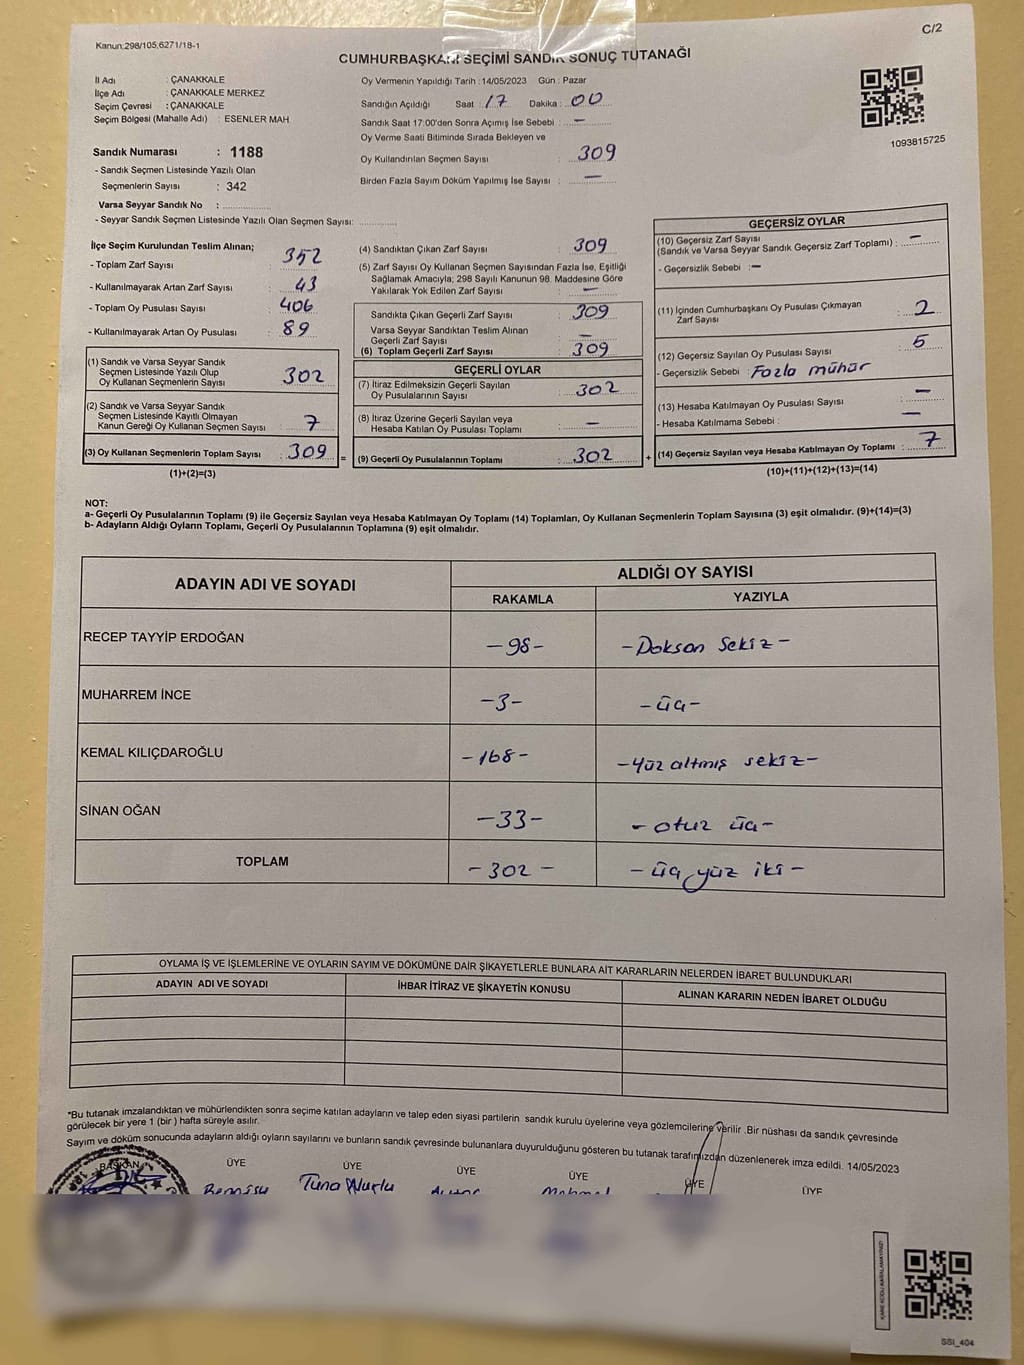 C/2
Kanun:298/105,6271/18-1
CUMHURBAŞKANI SEÇİMİ SANDIK SONUÇ TUTANAĞI
İl Adı : ÇANAKKALE
İlçe Adı : ÇANAKKALE MERKEZ
Seçim Çevresi : ÇANAKKALE
Seçim Bölgesi (Mahalle Adı) : ESENLER MAH
Sandık Numarası : 1188
- Sandık Seçmen Listesinde Yazılı Olan
Seçmenlerin Sayısı : 342
Varsa Seyyar Sandık No :
- Seyyar Sandık Seçmen Listesinde Yazılı Olan Seçmen Sayısı:
Oy Vermenin Yapıldığı Tarih : 14/05/2023 Gün : Pazar
Sandığın Açıldığı Saat 17 Dakika : 00
Sandık Saat 17:00'den Sonra Açımış İse Sebebi : —
Oy Verme Saati Bitiminde Sırada Bekleyen ve
Oy Kullandırılan Seçmen Sayısı : 309
Birden Fazla Sayım Döküm Yapılmış İse Sayısı : —
1093815725
İlçe Seçim Kurulundan Teslim Alınan;
- Toplam Zarf Sayısı : 352
- Kullanılmayarak Artan Zarf Sayısı : 43
- Toplam Oy Pusulası Sayısı : 406
- Kullanılmayarak Artan Oy Pusulası : 89
(1) Sandık ve Varsa Seyyar Sandık
Seçmen Listesinde Yazılı Olup
Oy Kullanan Seçmenlerin Sayısı : 302
(2) Sandık ve Varsa Seyyar Sandık
Seçmen Listesinde Kayıtlı Olmayan
Kanun Gereği Oy Kullanan Seçmen Sayısı : 7
(3) Oy Kullanan Seçmenlerin Toplam Sayısı : 309 =
(1)+(2)=(3)
(4) Sandıktan Çıkan Zarf Sayısı : 309
(5) Zarf Sayısı Oy Kullanan Seçmen Sayısından Fazla İse, Eşitliği
Sağlamak Amacıyla; 298 Sayılı Kanunun 98. Maddesine Göre
Yakılarak Yok Edilen Zarf Sayısı : —
Sandıkta Çıkan Geçerli Zarf Sayısı : 309
Varsa Seyyar Sandıktan Teslim Alınan
Geçerli Zarf Sayısı : —
(6) Toplam Geçerli Zarf Sayısı : 309
GEÇERLİ OYLAR
(7) İtiraz Edilmeksizin Geçerli Sayılan
Oy Pusulalarının Sayısı : 302
(8) İtiraz Üzerine Geçerli Sayılan veya
Hesaba Katılan Oy Pusulası Toplamı : —
(9) Geçerli Oy Pusulalarının Toplamı : 302 +
GEÇERSİZ OYLAR
(10) Geçersiz Zarf Sayısı
(Sandık ve Varsa Seyyar Sandık Geçersiz Zarf Toplamı) : —
- Geçersizlik Sebebi : —
(11) İçinden Cumhurbaşkanı Oy Pusulası Çıkmayan
Zarf Sayısı : 2
(12) Geçersiz Sayılan Oy Pusulası Sayısı : 5
- Geçersizlik Sebebi : Fazla mühür
(13) Hesaba Katılmayan Oy Pusulası Sayısı : —
- Hesaba Katılmama Sebebi : —
(14) Geçersiz Sayılan veya Hesaba Katılmayan Oy Toplamı : 7
(10)+(11)+(12)+(13)=(14)
NOT:
a- Geçerli Oy Pusulalarının Toplamı (9) ile Geçersiz Sayılan veya Hesaba Katılmayan Oy Toplamı (14) Toplamları, Oy Kullanan Seçmenlerin Toplam Sayısına (3) eşit olmalıdır. (9)+(14)=(3)
b- Adayların Aldığı Oyların Toplamı, Geçerli Oy Pusulalarının Toplamına (9) eşit olmalıdır.
ADAYIN ADI VE SOYADI ALDIĞI OY SAYISI
RAKAMLA YAZIYLA
RECEP TAYYİP ERDOĞAN -98- -Doksan Sekiz-
MUHARREM İNCE -3- -üç-
KEMAL KILIÇDAROĞLU -168- -yüz altmış sekiz-
SİNAN OĞAN -33- - otuz üç-
TOPLAM -302- - üç yüz iki -
OYLAMA İŞ VE İŞLEMLERİNE VE OYLARIN SAYIM VE DÖKÜMÜNE DAİR ŞİKAYETLERLE BUNLARA AİT KARARLARIN NELERDEN İBARET BULUNDUKLARI
ADAYIN ADI VE SOYADI İHBAR İTİRAZ VE ŞİKAYETİN KONUSU ALINAN KARARIN NEDEN İBARET OLDUĞU
*Bu tutanak imzalandıktan ve mühürlendikten sonra seçime katılan adayların ve talep eden siyasi partilerin sandık kurulu üyelerine veya gözlemcilerine verilir .Bir nüshası da sandık çevresinde
görülecek bir yere 1 (bir ) hafta süreyle asılır.
Sayım ve döküm sonucunda adayların aldığı oyların sayılarını ve bunların sandık çevresinde bulunanlara duyurulduğunu gösteren bu tutanak tarafımızdan düzenlenerek imza edildi. 14/05/2023
BAŞKAN ÜYE ÜYE ÜYE ÜYE ÜYE ÜYE
Tuna
SSI_404